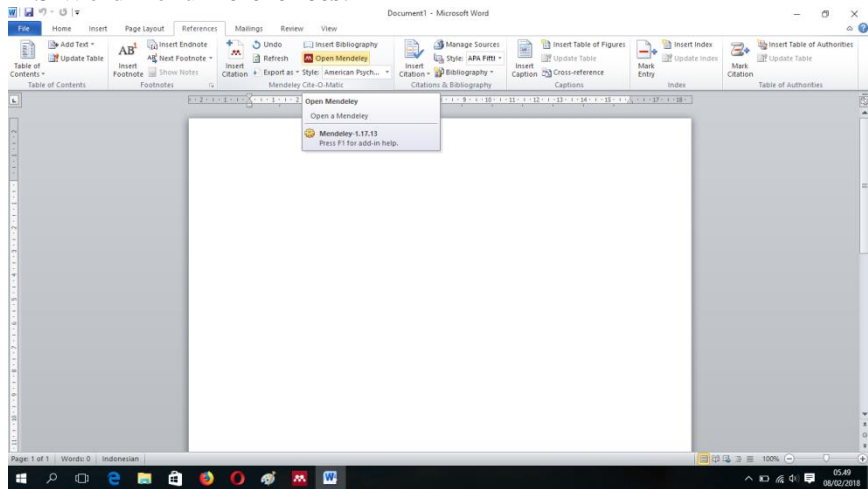 Document1 - Microsoft Word
File Home Insert Page Layout References Mailings Review View
Table of Contents
Add Text
Update Table
Table of Contents
AB1
Insert Footnote
Insert Endnote
Next Footnote
Show Notes
Footnotes
Insert Citation
Undo
Refresh
Export as
Insert Bibliography
Open Mendeley
Style: American Psych...
Mendeley Cite-O-Matic
Insert Citation
Manage Sources
Style: APA Fifth
Bibliography
Citations & Bibliography
Insert Caption
Insert Table of Figures
Update Table
Cross-reference
Captions
Mark Entry
Insert Index
Update Index
Index
Mark Citation
Insert Table of Authorities
Update Table
Table of Authorities
Open Mendeley
Open a Mendeley
Mendeley-1.17.13
Press F1 for add-in help.
Page: 1 of 1 Words: 0 Indonesian
100%
05.49
08/02/2018